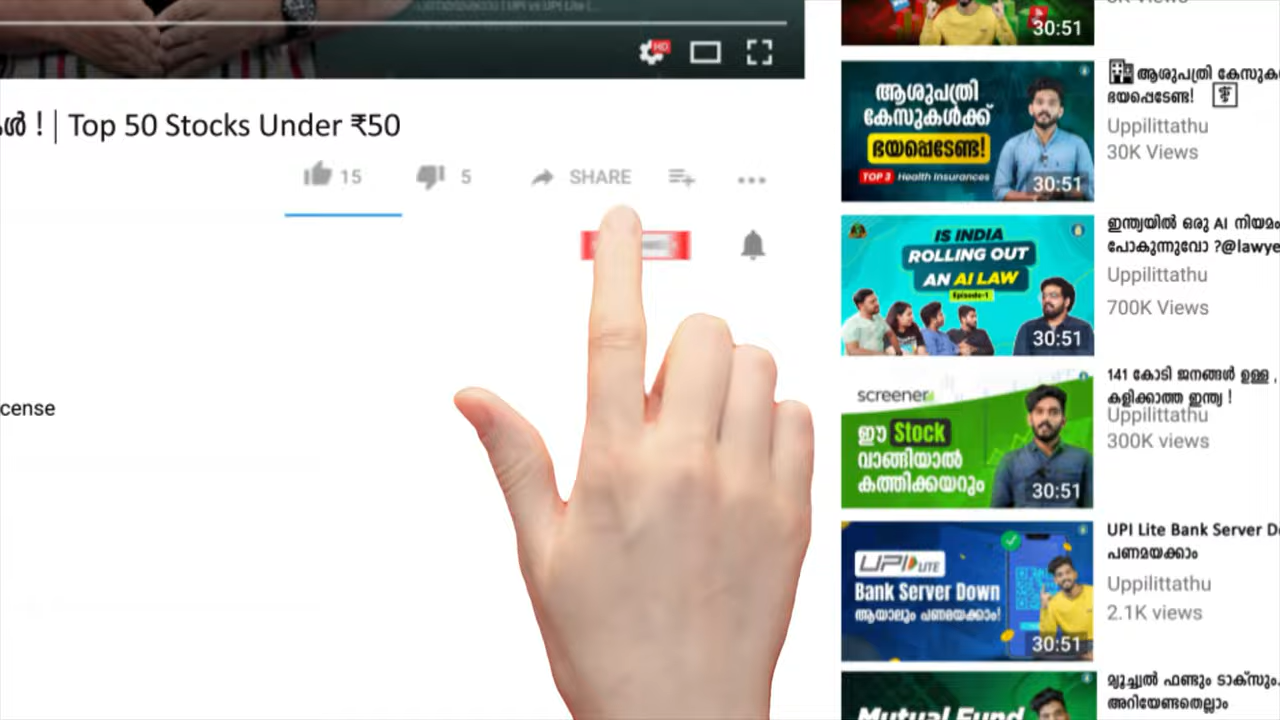 30:51
കൾ ! | Top 50 Stocks Under ₹50
15
5
SHARE
ആശുപത്രി
കേസുകൾക്ക്
ഭയപ്പെടേണ്ട!
TOP 3 Health Insurances
30:51
ആശുപത്രി കേസുക
ഭയപ്പെടേണ്ട!
Uppilittathu
30K Views
IS INDIA
ROLLING OUT
AN AI LAW
Episode-1
30:51
ഇന്ത്യയിൽ ഒരു AI നിയമം
പോകുന്നുവോ ?@lawye
Uppilittathu
700K Views
screener
ഈ Stock
വാങ്ങിയാൽ
കത്തിക്കയറും
30:51
141 കോടി ജനങ്ങൾ ഉള്ള ,
കളിക്കാത്ത ഇന്ത്യ !
Uppilittathu
300K views
cense
UPI LITE
Bank Server Down
ആയാലും പണമയക്കാം!
30:51
UPI Lite Bank Server D
പണമയക്കാം
Uppilittathu
2.1K views
Mutual Fund
മ്യൂച്വൽ ഫണ്ടും ടാക്സും
അറിയേണ്ടതെല്ലാം